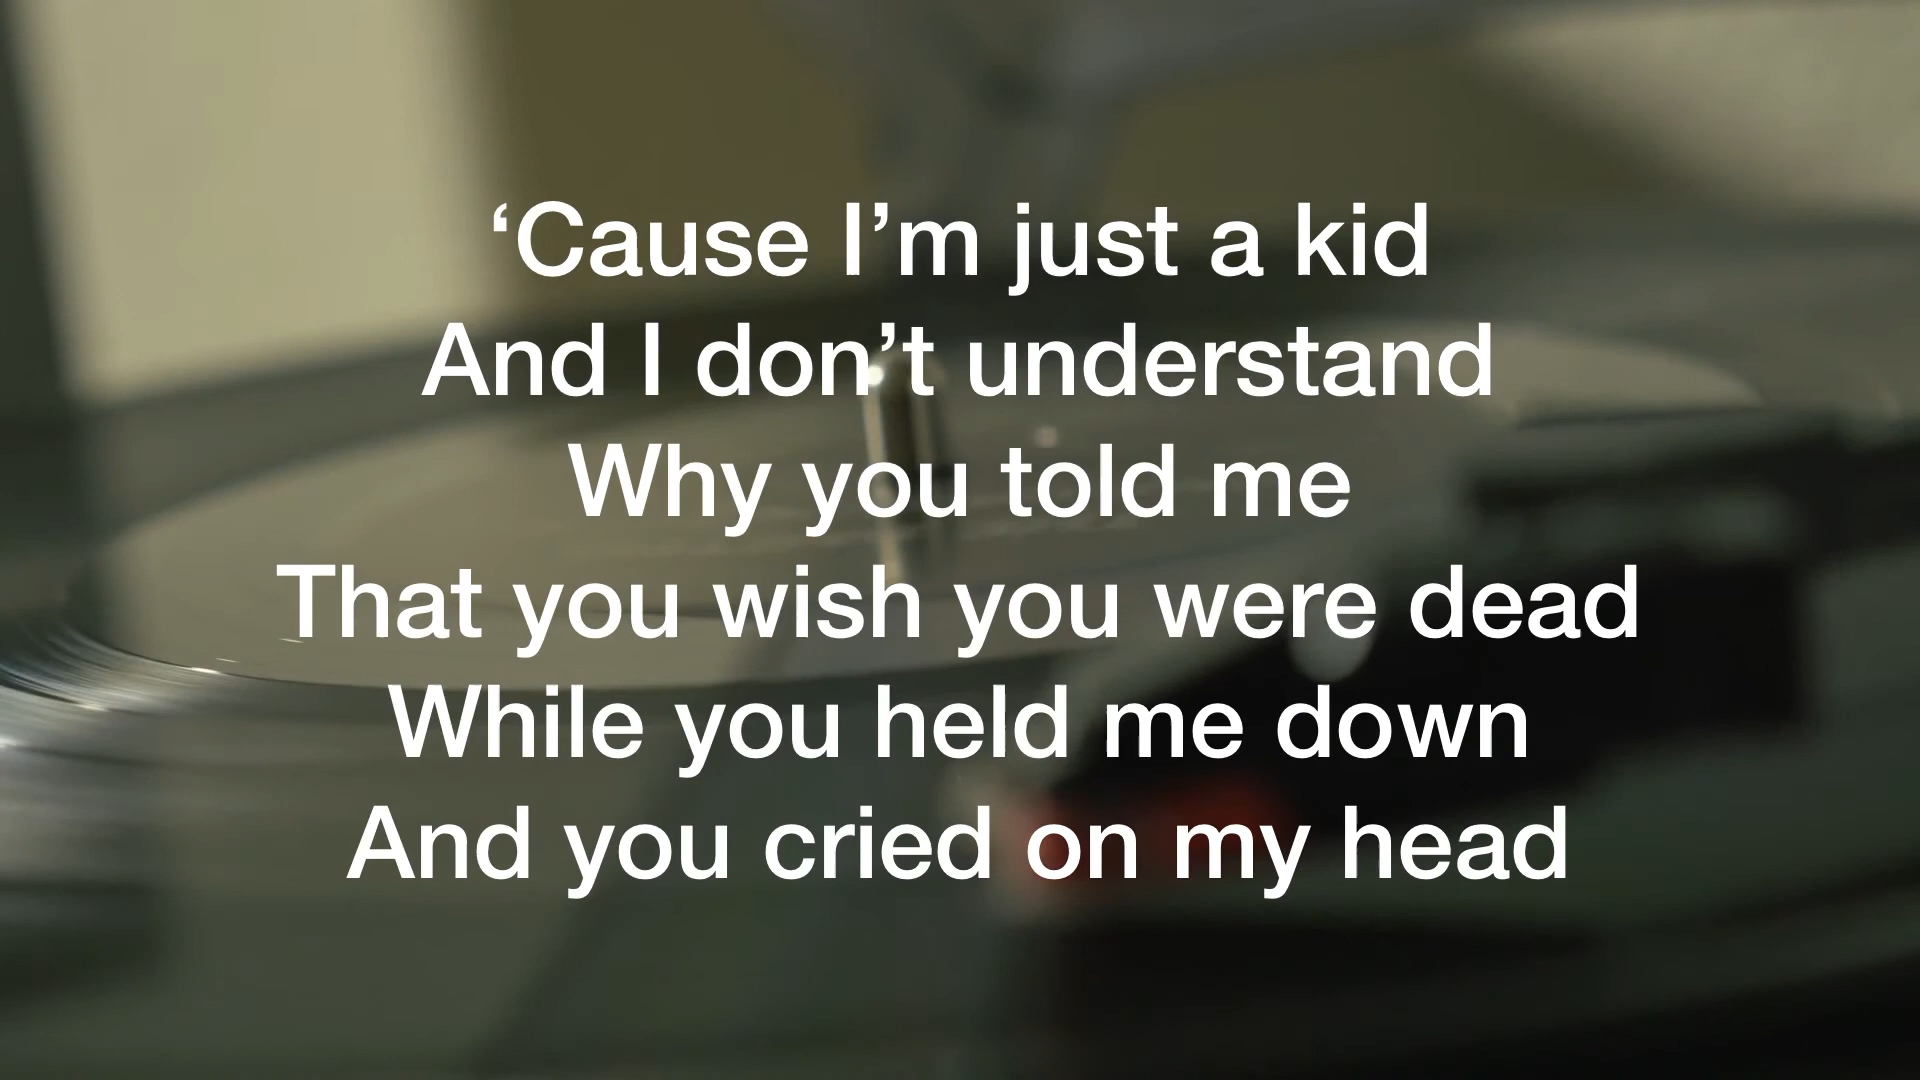 ‘Cause I’m just a kid
And I don’t understand
Why you told me
That you wish you were dead
While you held me down
And you cried on my head